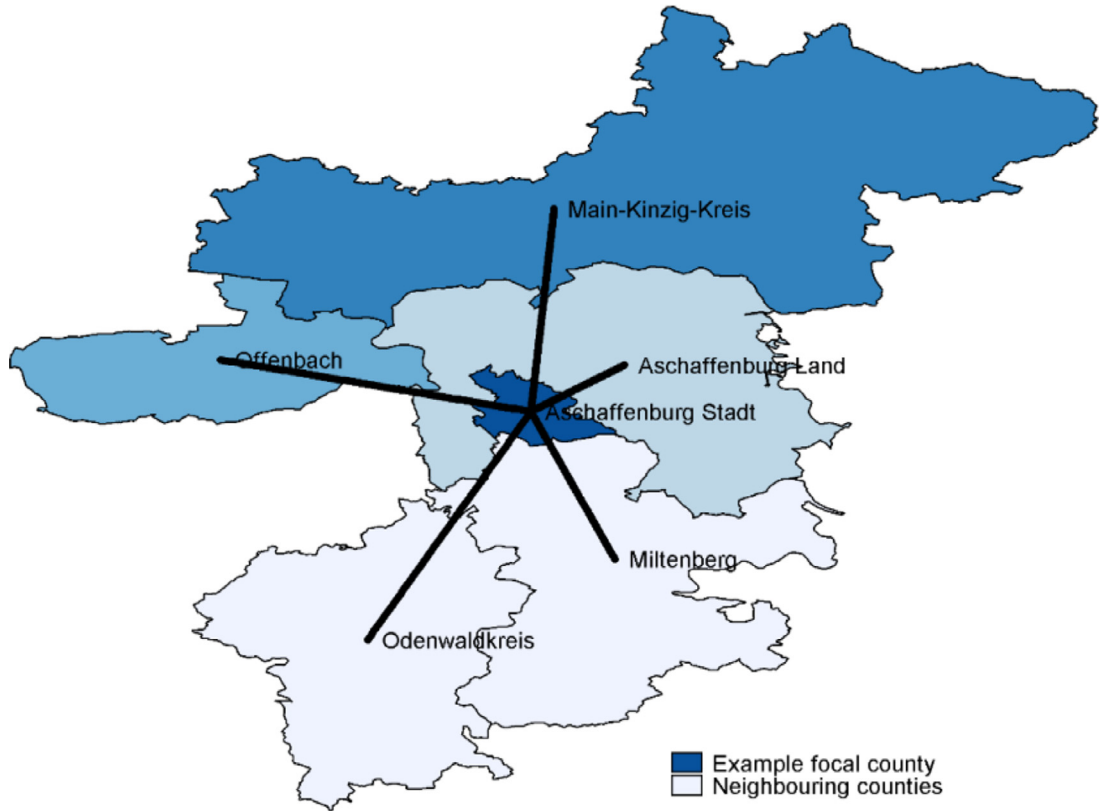 Main-Kinzig-Kreis
Offenbach
Aschaffenburg Land
Aschaffenburg Stadt
Miltenberg
Odenwaldkreis
Example focal county
Neighbouring counties